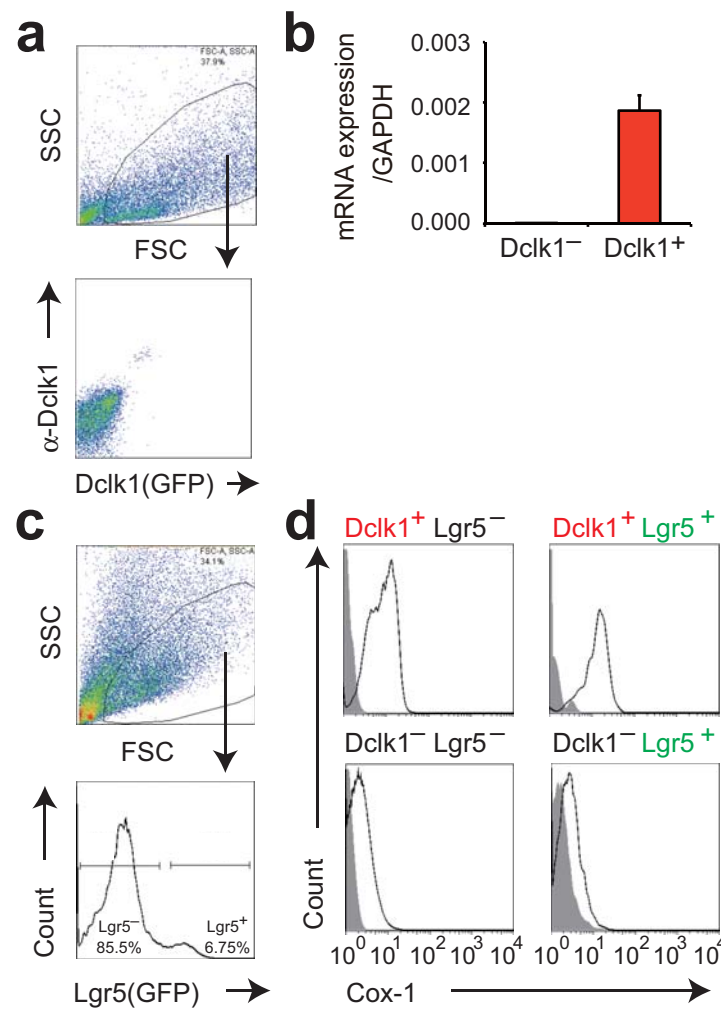 a
FSC-A, SSC-A
37.9%
SSC
FSC
α-Dclk1
Dclk1(GFP)
b
mRNA expression
/GAPDH
0.003
0.002
0.001
0.000
Dclk1– Dclk1+
c
FSC-A, SSC-A
34.1%
SSC
FSC
Count
Lgr5– Lgr5+
85.5% 6.75%
Lgr5(GFP)
d
Dclk1+ Lgr5– Dclk1+ Lgr5+
Dclk1– Lgr5– Dclk1– Lgr5+
Count
10⁰ 10¹ 10² 10³ 10⁴ 10⁰ 10¹ 10² 10³ 10⁴
Cox-1